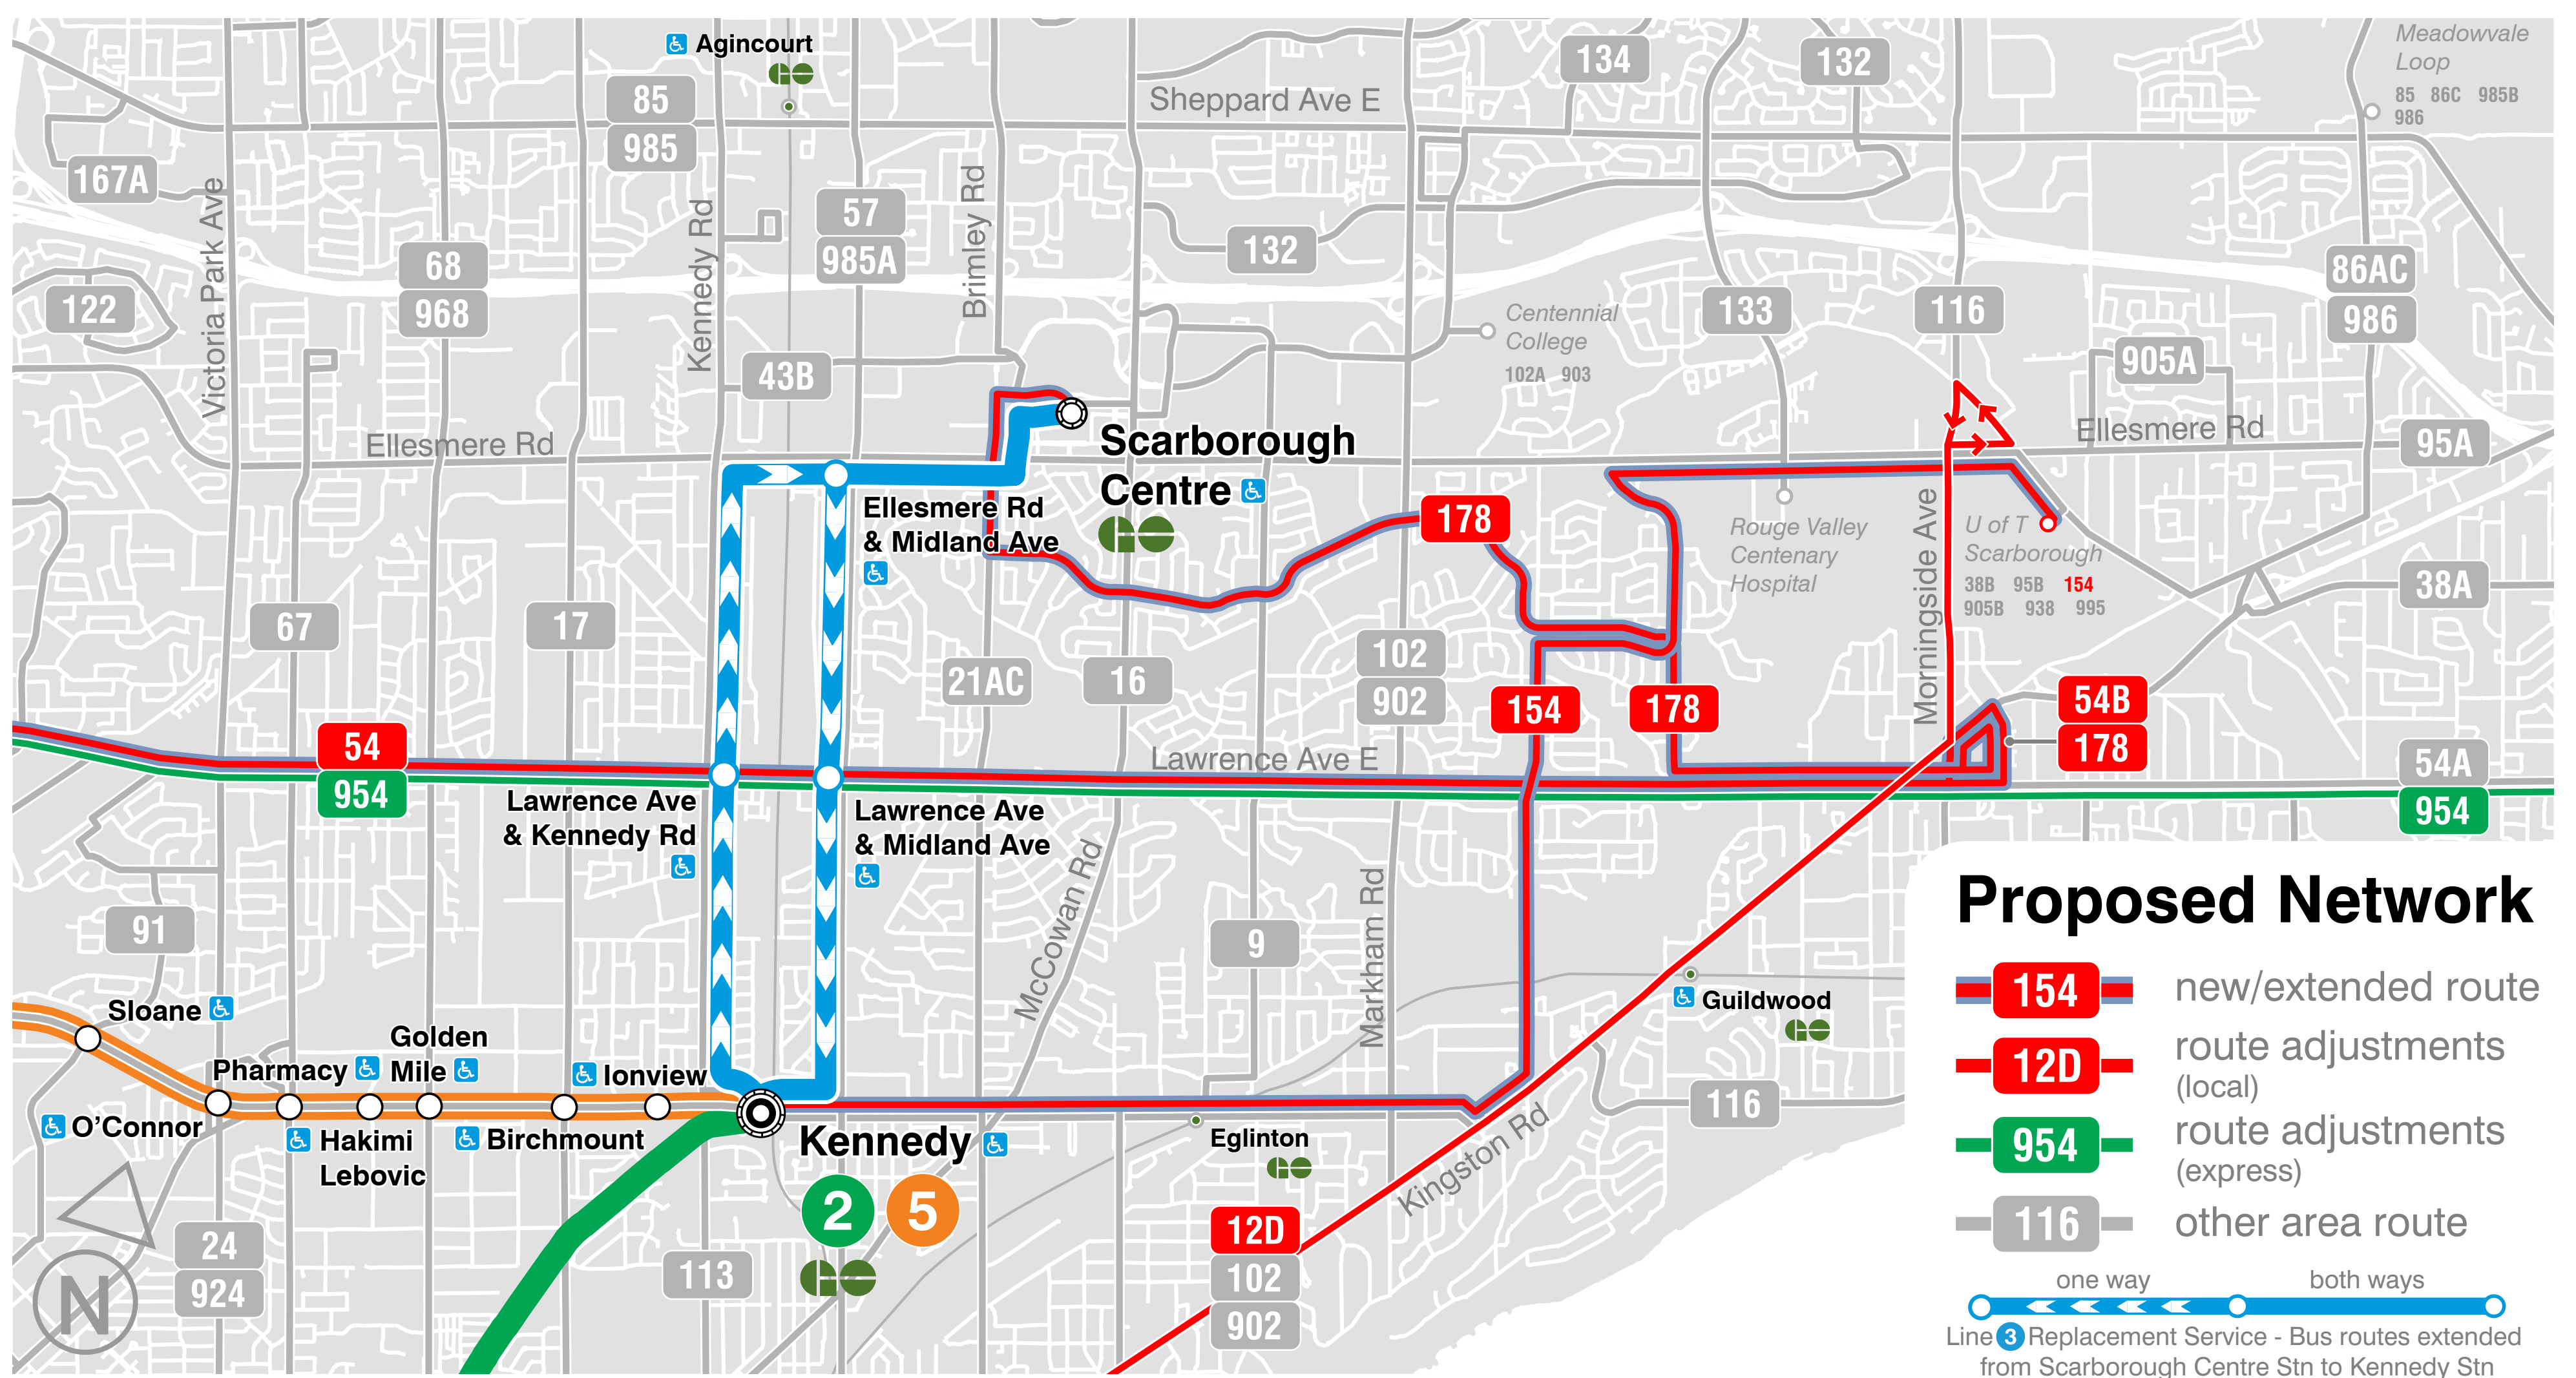 Agincourt
Meadowvale
Loop
85 86C 985B
986
134
132
85
985
Sheppard Ave E
167A
Victoria Park Ave
68
968
Kennedy Rd
57
985A
Brimley Rd
132
122
43B
Centennial
College
102A 903
133
116
86AC
986
905A
Ellesmere Rd
Ellesmere Rd
95A
Scarborough
Centre
Ellesmere Rd
& Midland Ave
178
Rouge Valley
Centenary
Hospital
Morningside Ave
U of T
Scarborough
38B 95B 154
905B 938 995
38A
67
17
21AC
16
102
902
154
178
54B
178
54
954
Lawrence Ave E
54A
954
Lawrence Ave
& Kennedy Rd
Lawrence Ave
& Midland Ave
McCowan Rd
Markham Rd
91
9
Sloane
Pharmacy
Golden
Mile
Ionview
O'Connor
Hakimi
Lebovic
Birchmount
Kennedy
2
5
Eglinton
Guildwood
116
Kingston Rd
24
924
113
12D
102
902
N
Proposed Network
154 new/extended route
12D route adjustments
(local)
954 route adjustments
(express)
116 other area route
one way both ways
Line 3 Replacement Service - Bus routes extended
from Scarborough Centre Stn to Kennedy Stn